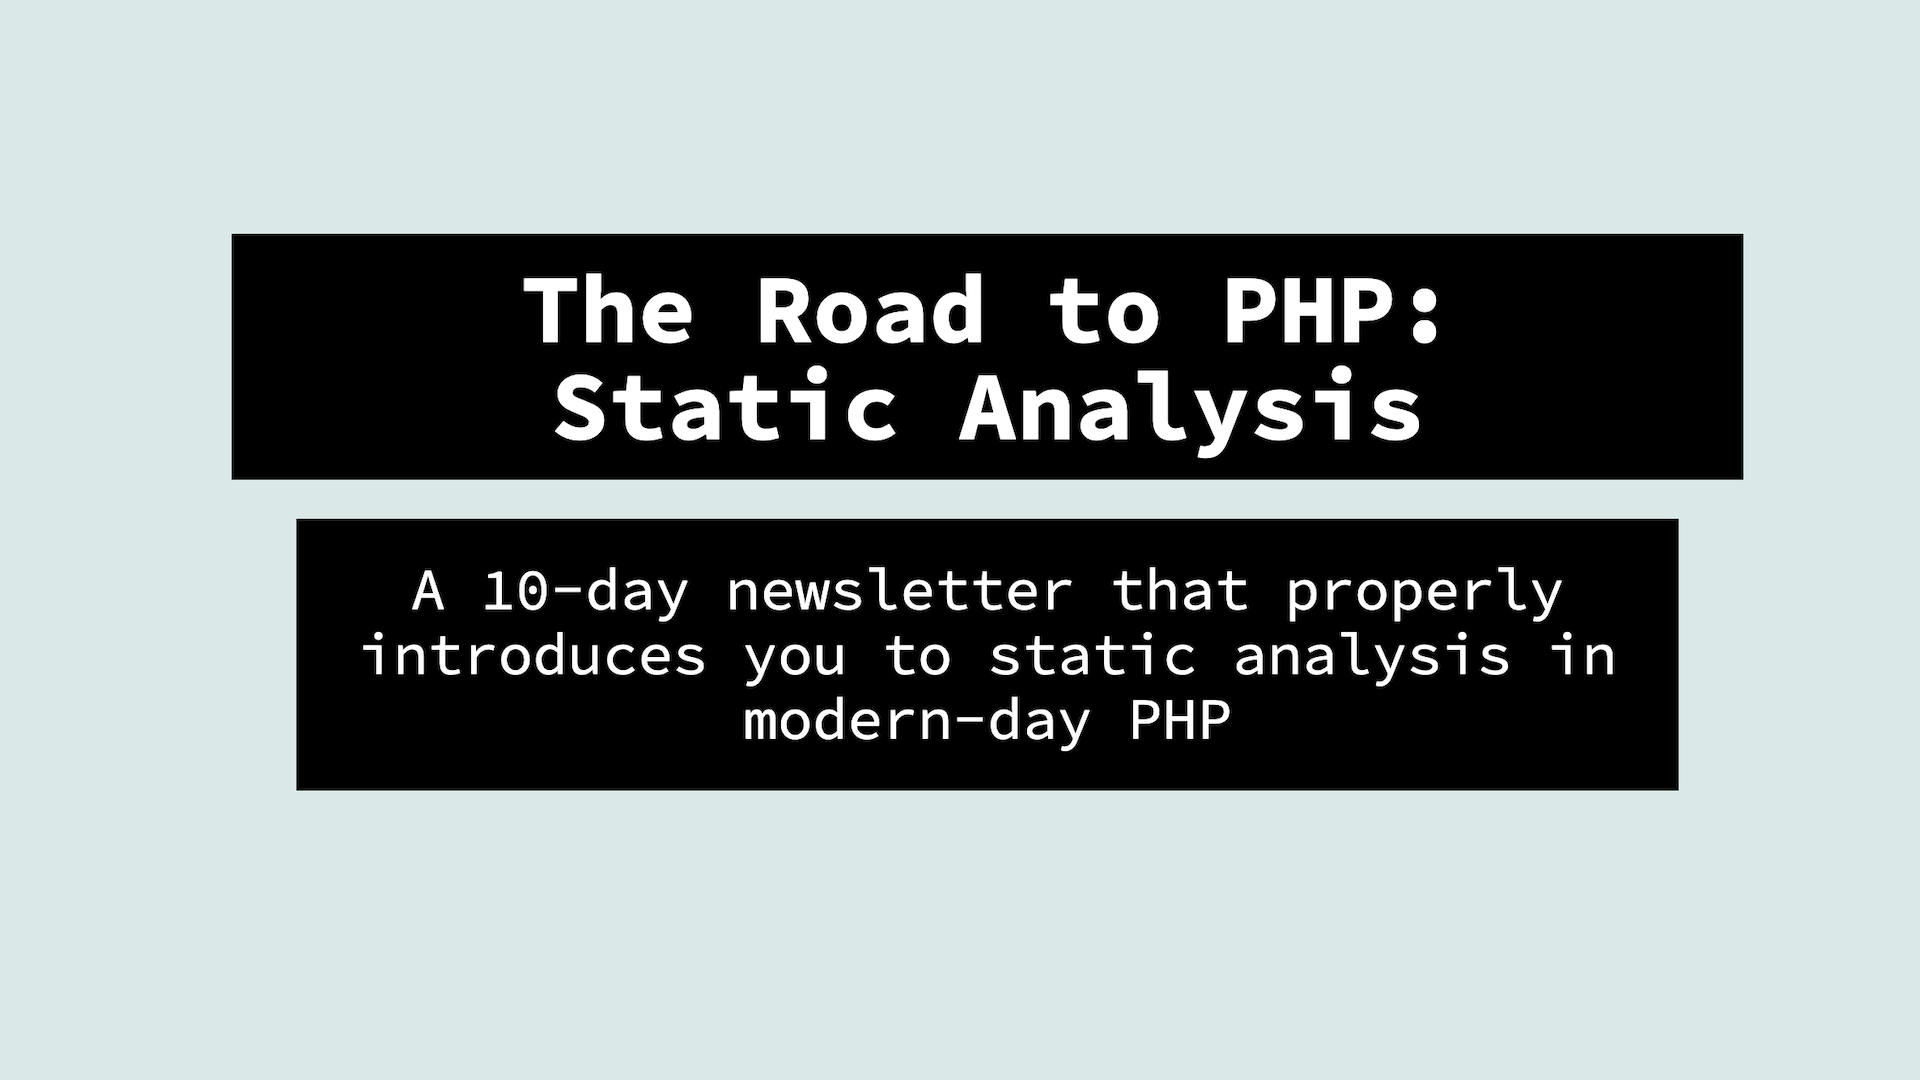 The Road to PHP:
Static Analysis
A 10-day newsletter that properly
introduces you to static analysis in
modern-day PHP